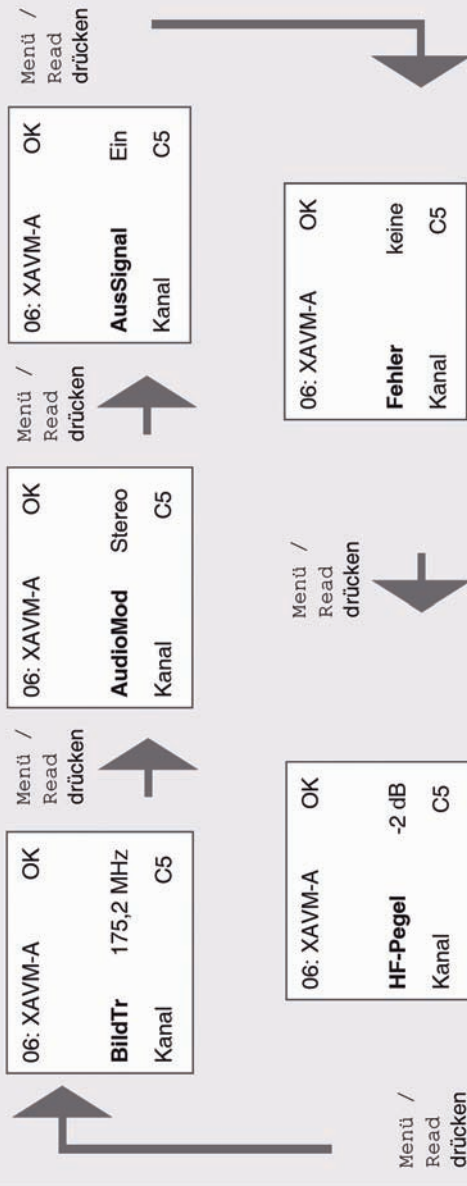 06: XAVM-A OK
BildTr 175,2 MHz
Kanal C5
Menü /
Read
drücken
06: XAVM-A OK
AudioMod Stereo
Kanal C5
Menü /
Read
drücken
06: XAVM-A OK
AusSignal Ein
Kanal C5
Menü /
Read
drücken
Menü /
Read
drücken
06: XAVM-A OK
HF-Pegel -2 dB
Kanal C5
Menü /
Read
drücken
06: XAVM-A OK
Fehler keine
Kanal C5